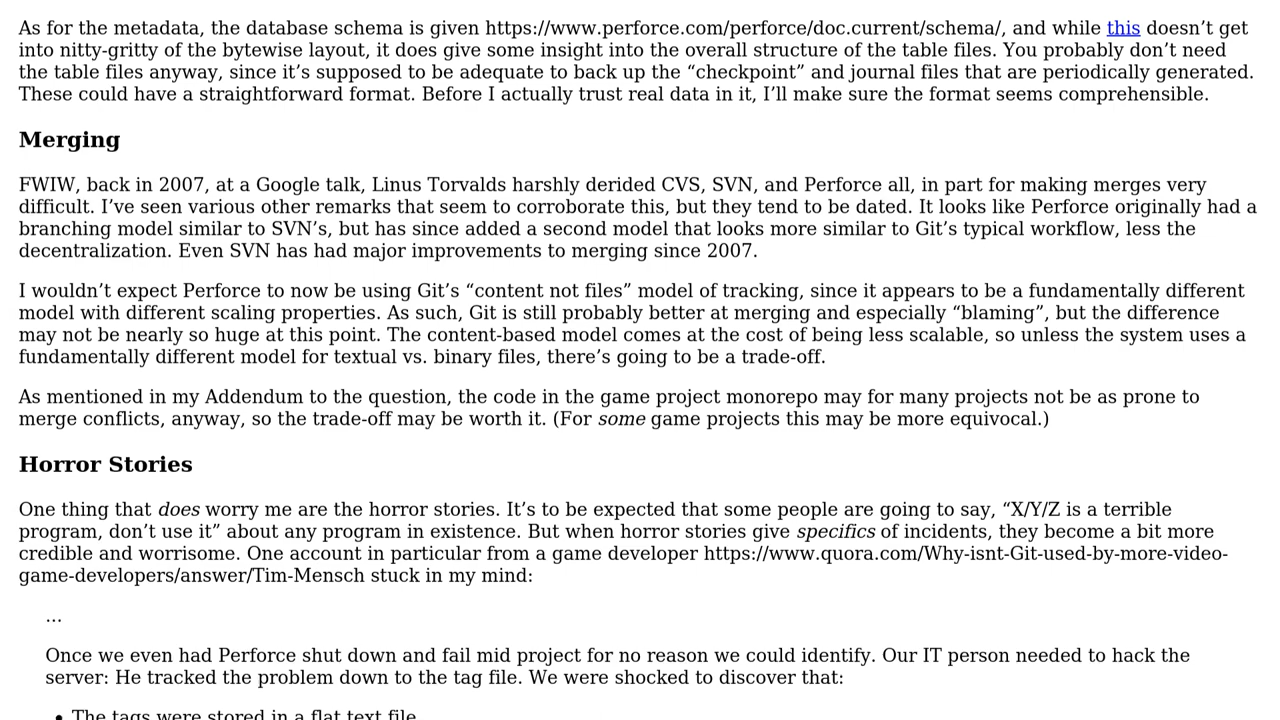 As for the metadata, the database schema is given https://www.perforce.com/perforce/doc.current/schema/, and while this doesn’t get
into nitty-gritty of the bytewise layout, it does give some insight into the overall structure of the table files. You probably don’t need
the table files anyway, since it’s supposed to be adequate to back up the “checkpoint” and journal files that are periodically generated.
These could have a straightforward format. Before I actually trust real data in it, I’ll make sure the format seems comprehensible.
Merging
FWIW, back in 2007, at a Google talk, Linus Torvalds harshly derided CVS, SVN, and Perforce all, in part for making merges very
difficult. I’ve seen various other remarks that seem to corroborate this, but they tend to be dated. It looks like Perforce originally had a
branching model similar to SVN’s, but has since added a second model that looks more similar to Git’s typical workflow, less the
decentralization. Even SVN has had major improvements to merging since 2007.
I wouldn’t expect Perforce to now be using Git’s “content not files” model of tracking, since it appears to be a fundamentally different
model with different scaling properties. As such, Git is still probably better at merging and especially “blaming”, but the difference
may not be nearly so huge at this point. The content-based model comes at the cost of being less scalable, so unless the system uses a
fundamentally different model for textual vs. binary files, there’s going to be a trade-off.
As mentioned in my Addendum to the question, the code in the game project monorepo may for many projects not be as prone to
merge conflicts, anyway, so the trade-off may be worth it. (For some game projects this may be more equivocal.)
Horror Stories
One thing that does worry me are the horror stories. It’s to be expected that some people are going to say, “X/Y/Z is a terrible
program, don’t use it” about any program in existence. But when horror stories give specifics of incidents, they become a bit more
credible and worrisome. One account in particular from a game developer https://www.quora.com/Why-isnt-Git-used-by-more-video-
game-developers/answer/Tim-Mensch stuck in my mind:
...
Once we even had Perforce shut down and fail mid project for no reason we could identify. Our IT person needed to hack the
server: He tracked the problem down to the tag file. We were shocked to discover that:
• The tags were stored in a flat text file